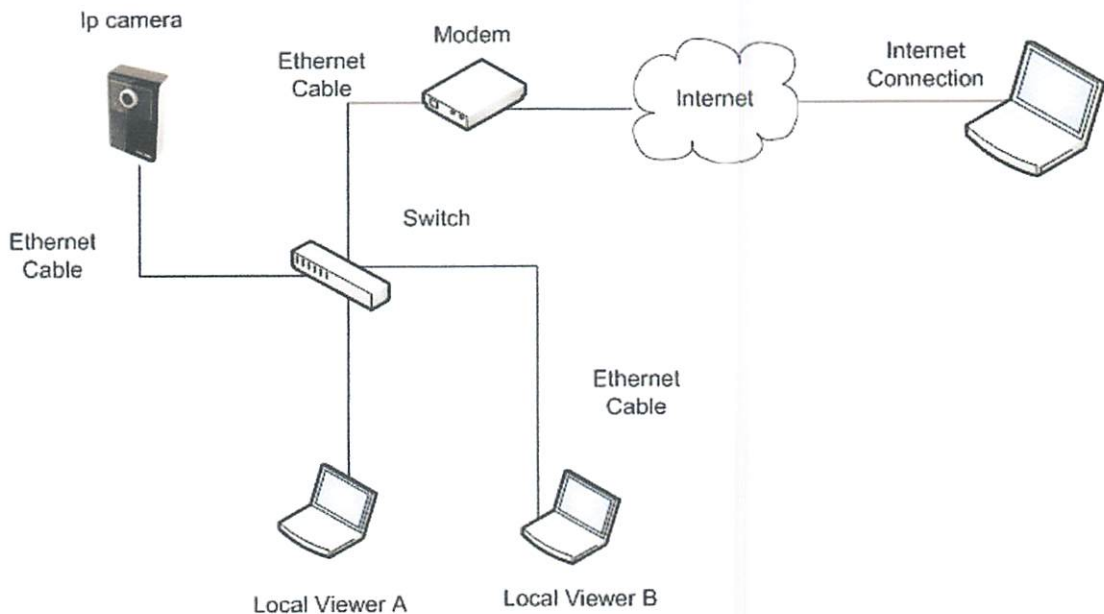 Ip camera
Modem
Ethernet
Cable
Internet
Internet
Connection
Switch
Ethernet
Cable
Ethernet
Cable
Local Viewer A
Local Viewer B